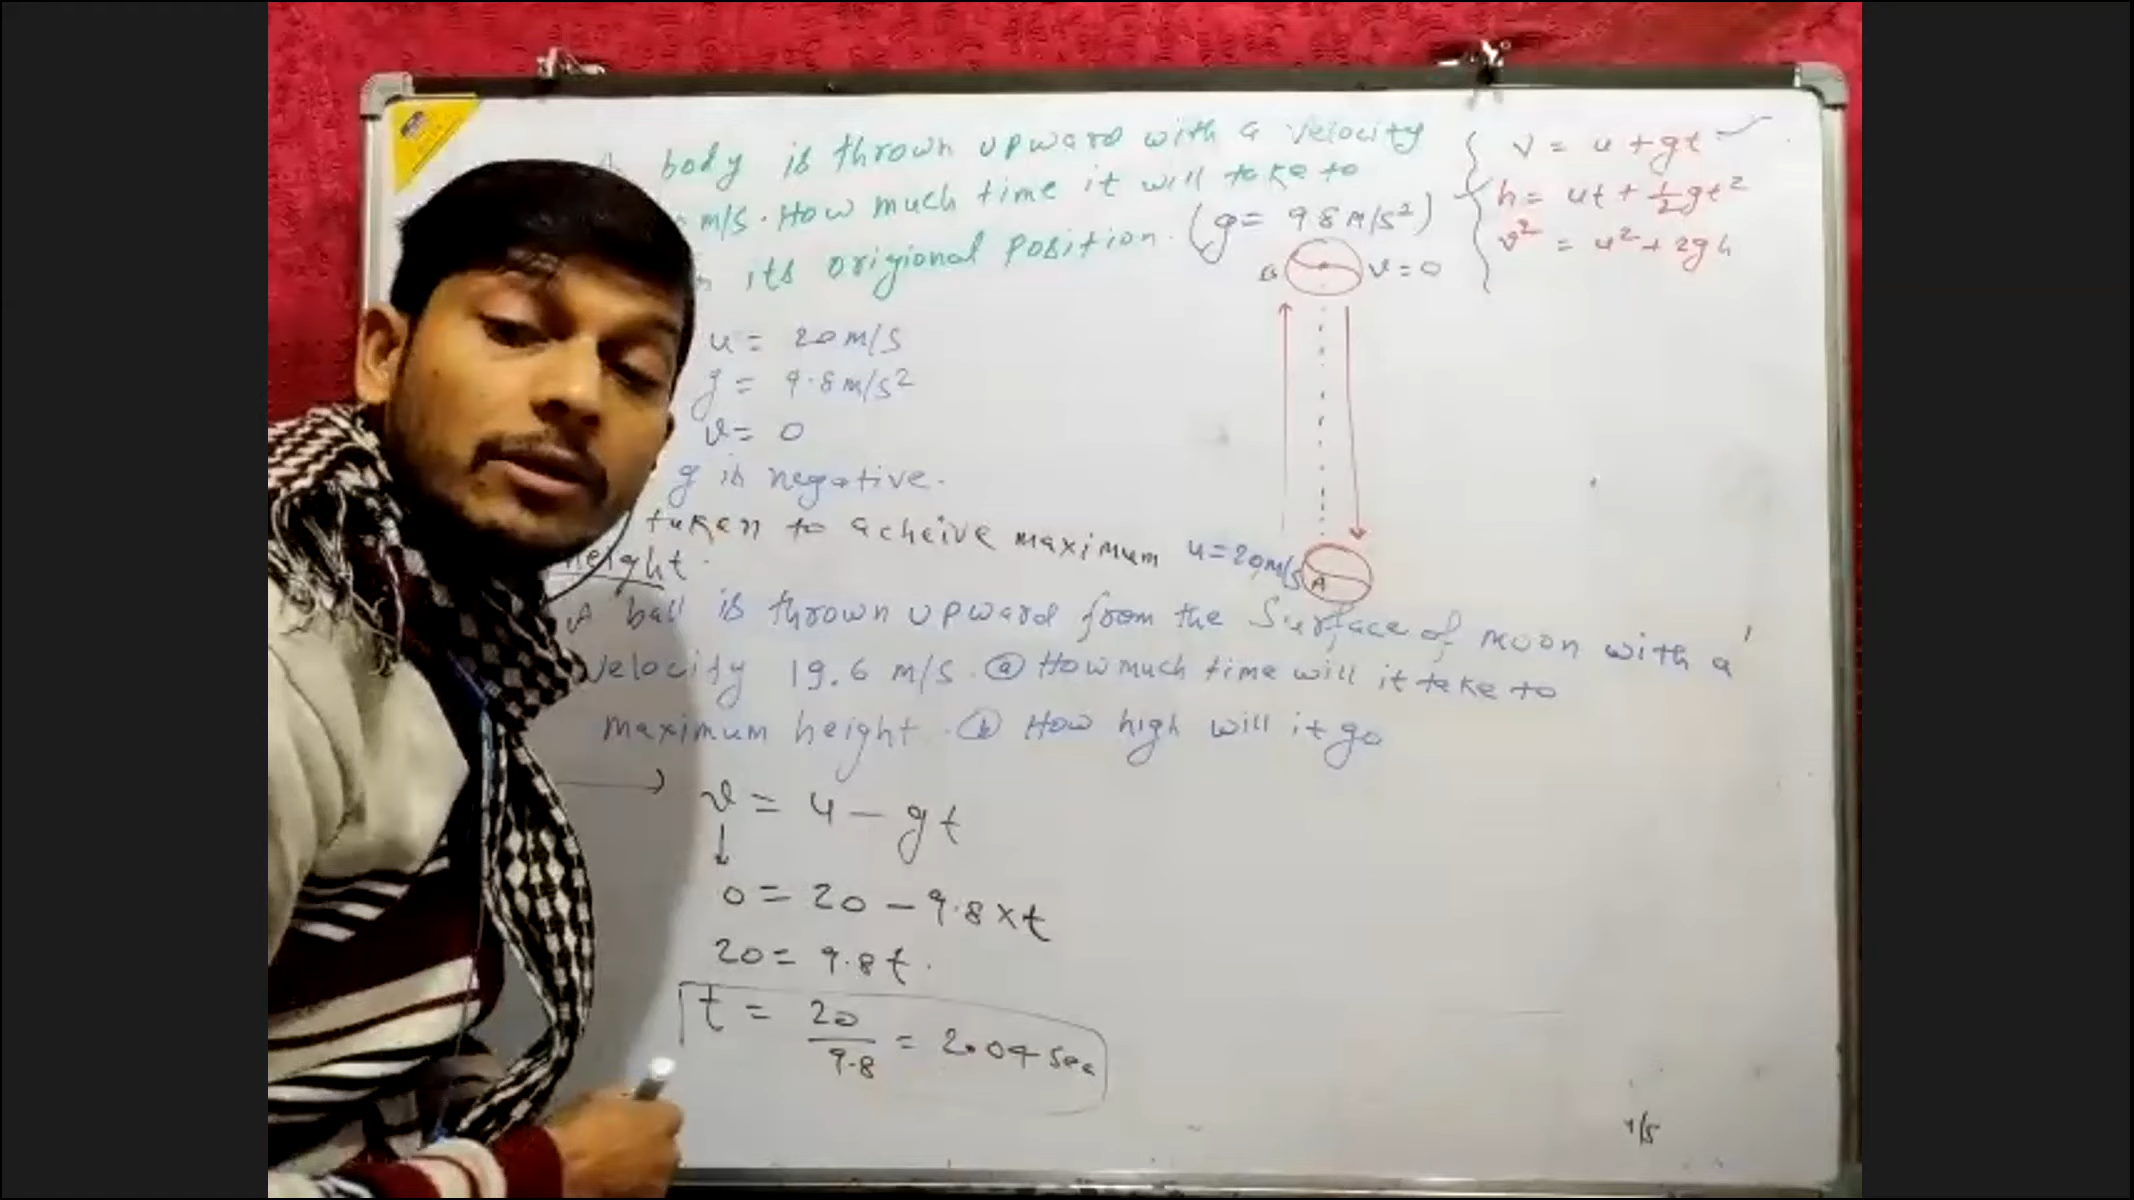 body is thrown upward with a velocity
m/s. How much time it will take to
its origional position. (g = 9.8 m/s²)
v = u + gt
h = ut + ½gt²
v² = u² + 2gh
B
v = 0
u = 20 m/s
g = 9.8 m/s²
v = 0
g is negative.
taken to acheive maximum
height.
u = 20 m/s
A
A ball is thrown upward from the Surface of moon with a
velocity 19.6 m/s. ⓐ How much time will it take to
maximum height. ⓑ How high will it go
v = u - gt
0 = 20 - 9.8 × t
20 = 9.8 t.
t = 20/9.8 = 2.04 sec
1/5